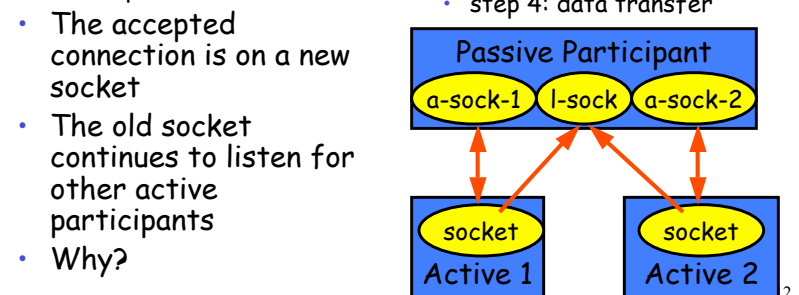 • The accepted
connection is on a new
socket
• The old socket
continues to listen for
other active
participants
• Why?
• step 4: data transfer
Passive Participant
a-sock-1 l-sock a-sock-2
socket socket
Active 1 Active 2
2